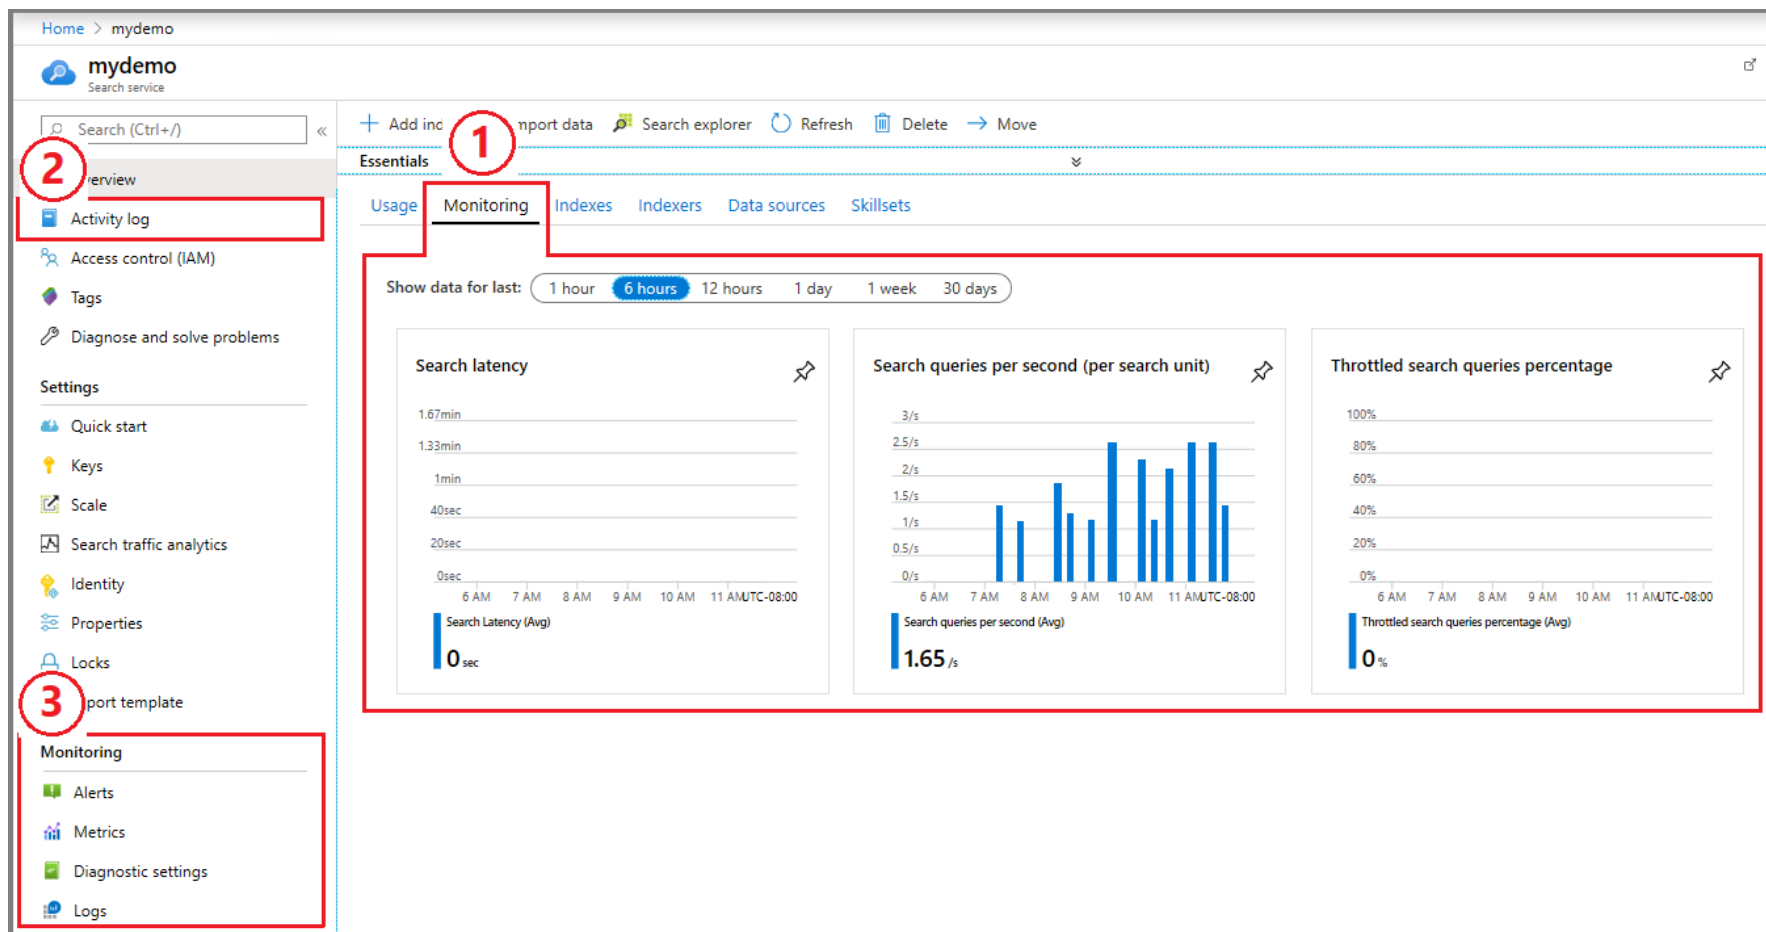 Home > mydemo
mydemo
Search service
Search (Ctrl+/)
Activity log
Access control (IAM)
Tags
Diagnose and solve problems
Settings
Quick start
Keys
Scale
Search traffic analytics
Identity
Properties
Locks
template
Monitoring
Alerts
Metrics
Diagnostic settings
Logs
2
3
1
Add data Search explorer Refresh Delete Move
Essentials
Usage Monitoring Indexes Indexers Data sources Skillsets
Show data for last: 1 hour 6 hours 12 hours 1 day 1 week 30 days
Search latency
1.67min
1.33min
1min
40sec
20sec
0sec
6 AM 7 AM 8 AM 9 AM 10 AM 11 AM UTC-08:00
Search Latency (Avg)
0 sec
Search queries per second (per search unit)
3/s
2.5/s
2/s
1.5/s
1/s
0.5/s
0/s
6 AM 7 AM 8 AM 9 AM 10 AM 11 AM UTC-08:00
Search queries per second (Avg)
1.65 /s
Throttled search queries percentage
100%
80%
60%
40%
20%
0%
6 AM 7 AM 8 AM 9 AM 10 AM 11 AM UTC-08:00
Throttled search queries percentage (Avg)
0 %